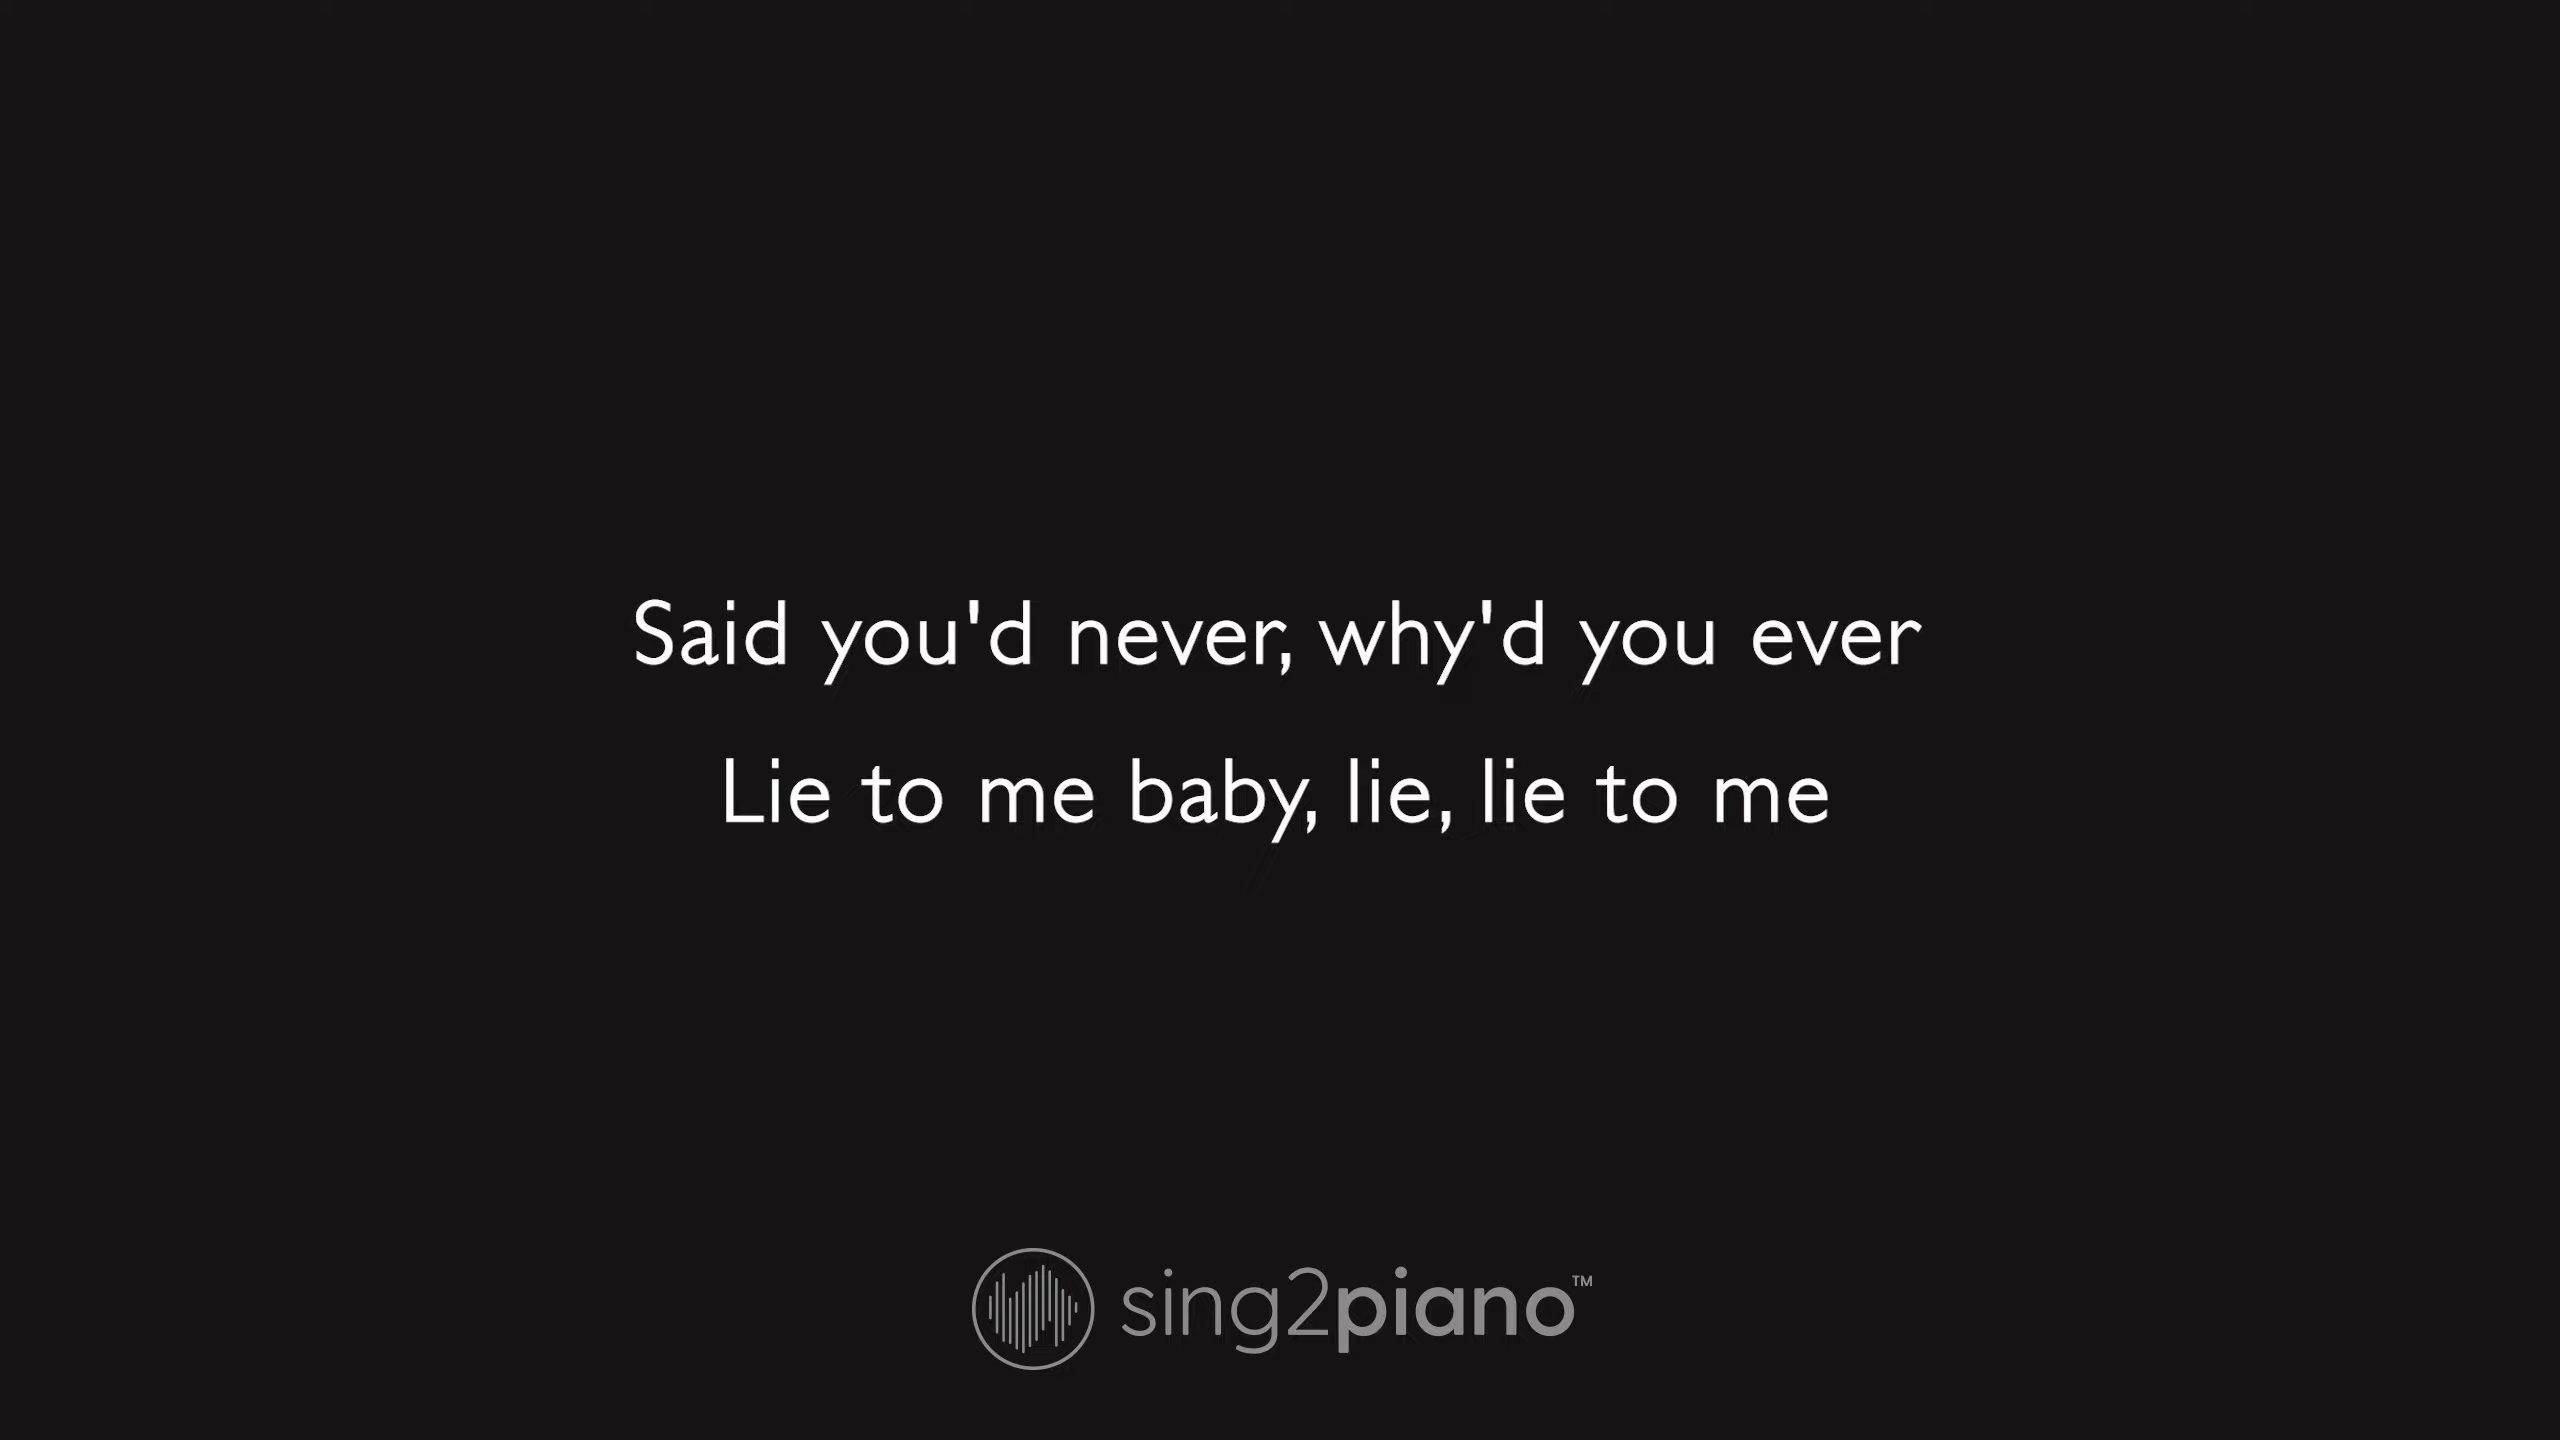 Said you'd never, why'd you ever
Lie to me baby, lie, lie to me
sing2piano™